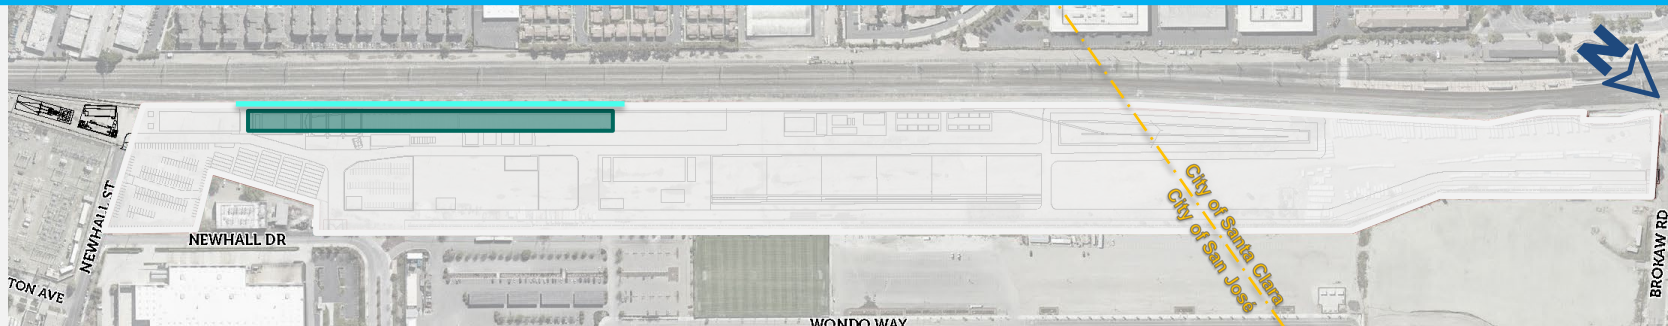 N
City of Santa Clara
City of San José
NEWHALL ST
NEWHALL DR
TON AVE
WONDO WAY
BROKAW RD